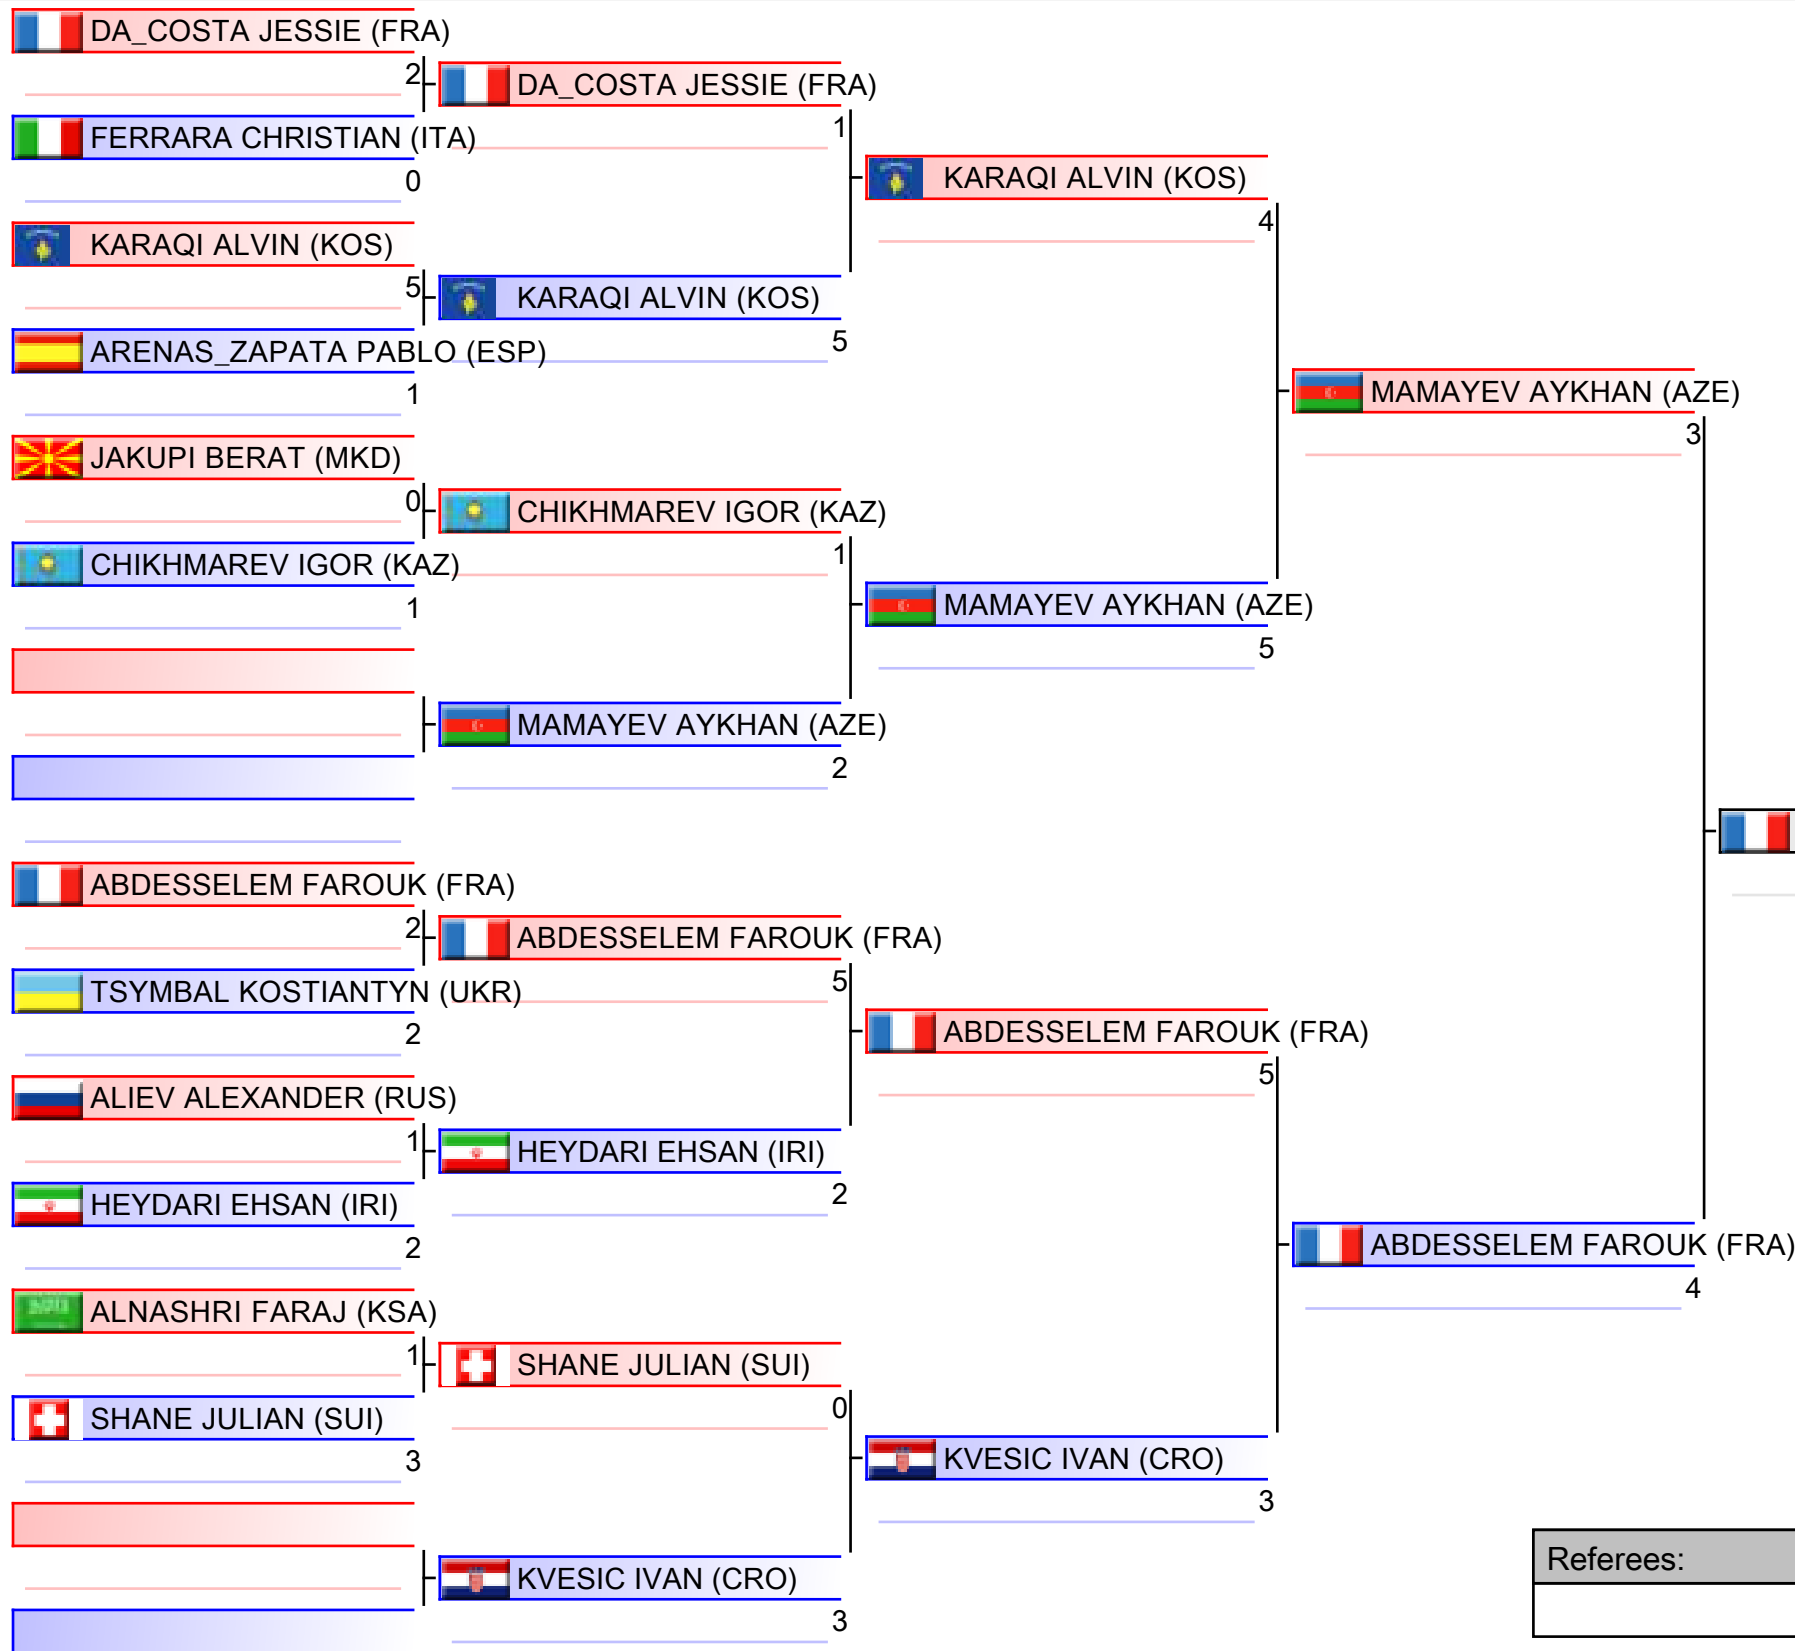 DA_COSTA JESSIE (FRA)
2
DA_COSTA JESSIE (FRA)
1
FERRARA CHRISTIAN (ITA)
0
KARAQI ALVIN (KOS)
4
KARAQI ALVIN (KOS)
5
KARAQI ALVIN (KOS)
5
ARENAS_ZAPATA PABLO (ESP)
1
MAMAYEV AYKHAN (AZE)
3
JAKUPI BERAT (MKD)
0
CHIKHMAREV IGOR (KAZ)
1
CHIKHMAREV IGOR (KAZ)
1
MAMAYEV AYKHAN (AZE)
5
MAMAYEV AYKHAN (AZE)
2
ABDESSELEM FAROUK (FRA)
2
ABDESSELEM FAROUK (FRA)
5
TSYMBAL KOSTIANTYN (UKR)
2
ABDESSELEM FAROUK (FRA)
5
ALIEV ALEXANDER (RUS)
1
HEYDARI EHSAN (IRI)
2
HEYDARI EHSAN (IRI)
2
ABDESSELEM FAROUK (FRA)
4
ALNASHRI FARAJ (KSA)
1
SHANE JULIAN (SUI)
0
SHANE JULIAN (SUI)
3
KVESIC IVAN (CRO)
3
KVESIC IVAN (CRO)
3
Referees: